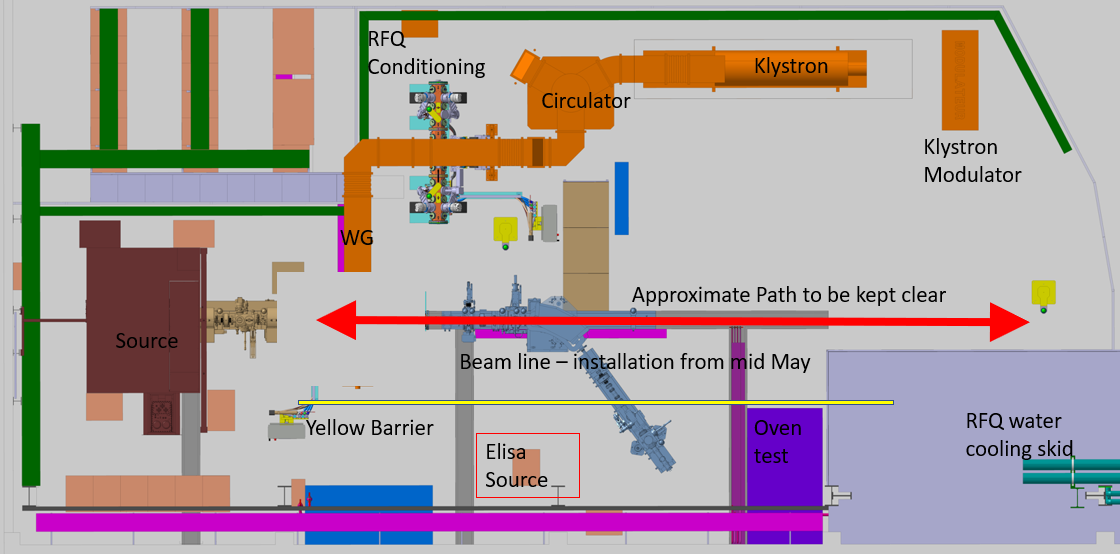 RFQ
Conditioning
Klystron
Circulator
Klystron
Modulator
WG
Approximate Path to be kept clear
Source
Beam line – installation from mid May
Yellow Barrier
Oven
test
RFQ water
cooling skid
Elisa
Source